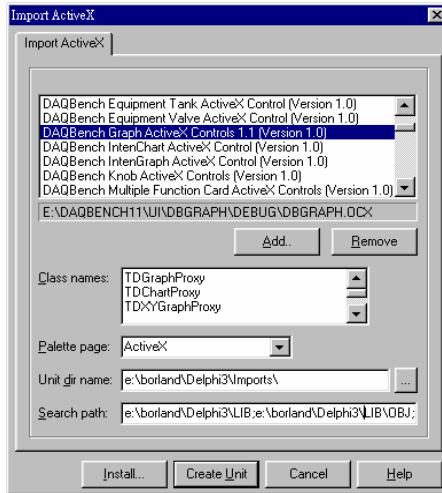 Import ActiveX
Import ActiveX
DAQBench Equipment Tank ActiveX Control (Version 1.0)
DAQBench Equipment Valve ActiveX Control (Version 1.0)
DAQBench Graph ActiveX Controls 1.1 (Version 1.0)
DAQBench IntenChart ActiveX Controls (Version 1.0)
DAQBench IntenGraph ActiveX Controls (Version 1.0)
DAQBench Knob ActiveX Controls (Version 1.0)
DAQBench Multiple Function Card ActiveX Controls (Version 1.0)
E:\DAQBENCH11\UI\DBGRAPH\DEBUG\DBGRAPH.OCX
Add..
Remove
Class names:
TDGraphProxy
TDChartProxy
TDXYGraphProxy
Palette page:
ActiveX
Unit dir name:
e:\borland\Delphi3\Imports\
...
Search path:
e:\borland\Delphi3\LIB;e:\borland\Delphi3\LIB\OBJ;
Install...
Create Unit
Cancel
Help